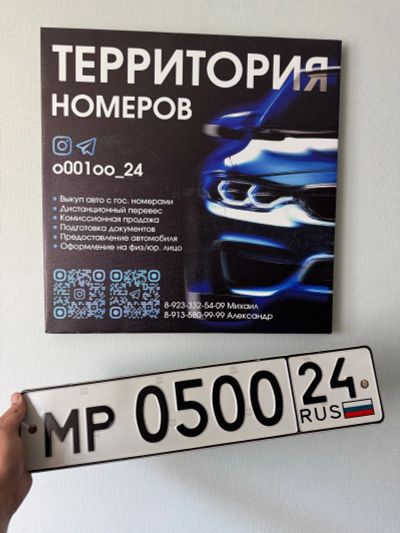 ТЕРРИТОРИЯ
НОМЕРОВ
o001oo_24
• Выкуп авто с гос. номерами
• Дистанционный перевес
• Комиссионная продажа
• Подготовка документов
• Предоставление автомобиля
• Оформление на физ/юр. лицо
8-923-332-54-09 Михаил
8-913-580-99-99 Александр
МР 0500 24
RUS